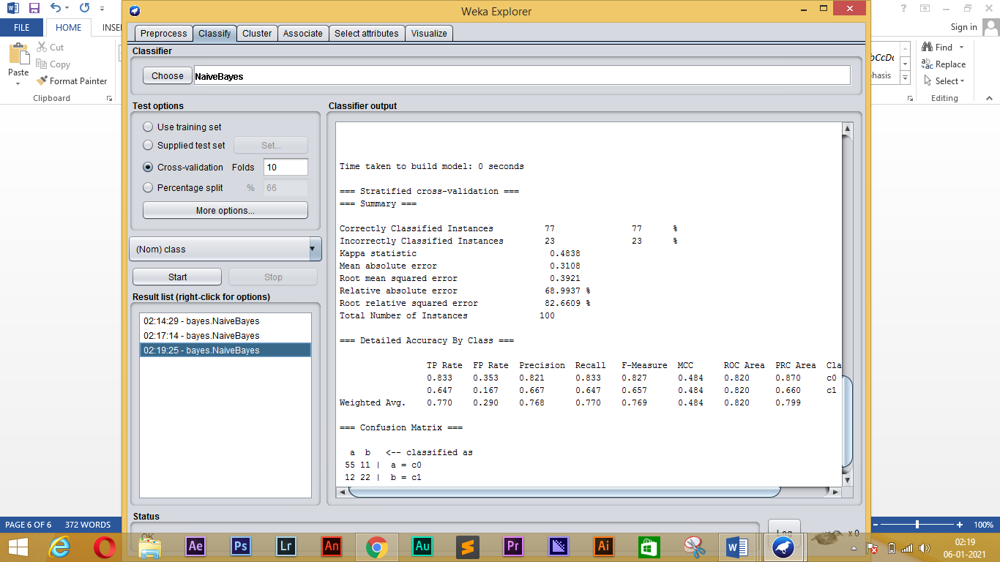 Weka Explorer
? Sign in
FILE HOME INSE
Preprocess Classify Cluster Associate Select attributes Visualize
Cut
Copy
Paste
Format Painter
Clipboard
Find
Replace
Select
Editing
Classifier
Choose NaiveBayes
Test options
Use training set
Supplied test set Set...
Cross-validation Folds 10
Percentage split % 66
More options...
(Nom) class
Start Stop
Result list (right-click for options)
02:14:29 - bayes.NaiveBayes
02:17:14 - bayes.NaiveBayes
02:19:25 - bayes.NaiveBayes
Classifier output
Time taken to build model: 0 seconds
=== Stratified cross-validation ===
=== Summary ===
Correctly Classified Instances 77 77 %
Incorrectly Classified Instances 23 23 %
Kappa statistic 0.4838
Mean absolute error 0.3108
Root mean squared error 0.3921
Relative absolute error 68.9937 %
Root relative squared error 82.6609 %
Total Number of Instances 100
=== Detailed Accuracy By Class ===
TP Rate FP Rate Precision Recall F-Measure MCC ROC Area PRC Area Cla
0.833 0.353 0.821 0.833 0.827 0.484 0.820 0.870 c0
0.647 0.167 0.667 0.647 0.657 0.484 0.820 0.660 c1
Weighted Avg. 0.770 0.290 0.768 0.770 0.769 0.484 0.820 0.799
=== Confusion Matrix ===
a b <-- classified as
55 11 | a = c0
12 22 | b = c1
Status
OK
Log
x 0
PAGE 6 OF 6 372 WORDS
100%
Ae Ps Lr An Au Pr Ai
02:19
06-01-2021